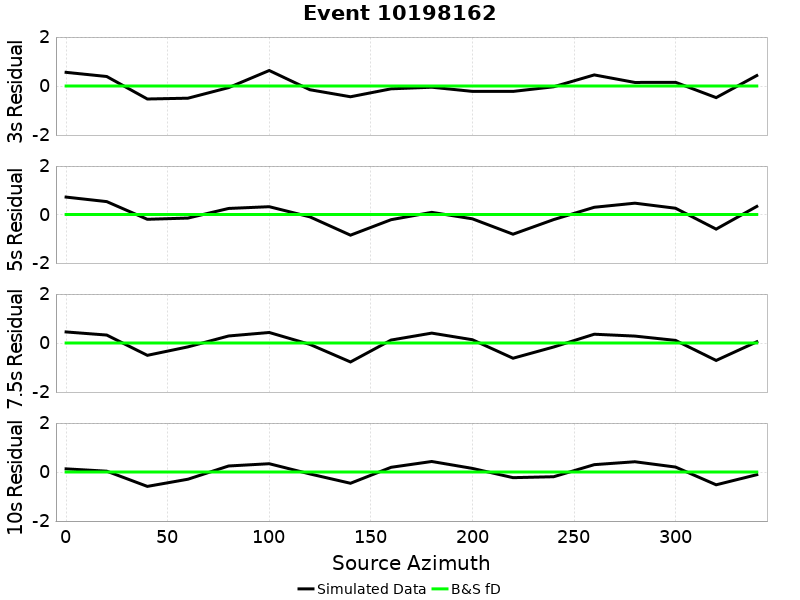 Event 10198162
3s Residual
2
0
-2
5s Residual
2
0
-2
7.5s Residual
2
0
-2
10s Residual
2
0
-2
0 50 100 150 200 250 300
Source Azimuth
Simulated Data B&S fD